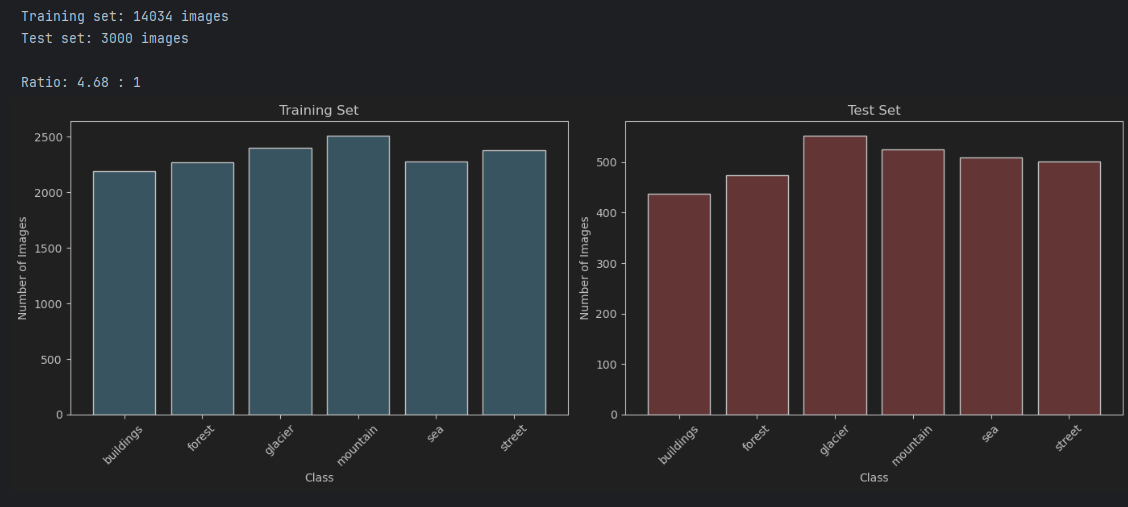 Training set: 14034 images
Test set: 3000 images
Ratio: 4.68 : 1
Training Set
Number of Images
2500
2000
1500
1000
500
0
buildings
forest
glacier
mountain
sea
street
Class
Test Set
Number of Images
500
400
300
200
100
0
buildings
forest
glacier
mountain
sea
street
Class